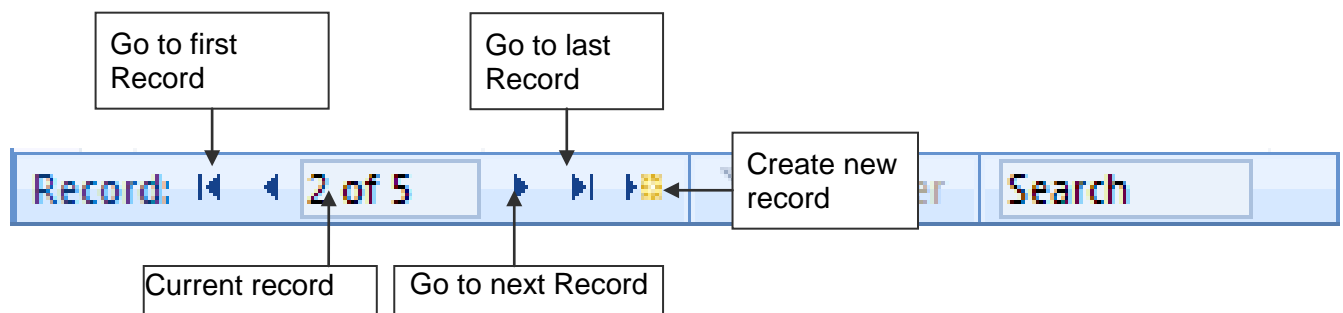 Go to first
Record
Go to last
Record
Create new
record
Record: 2 of 5 er Search
Current record
Go to next Record